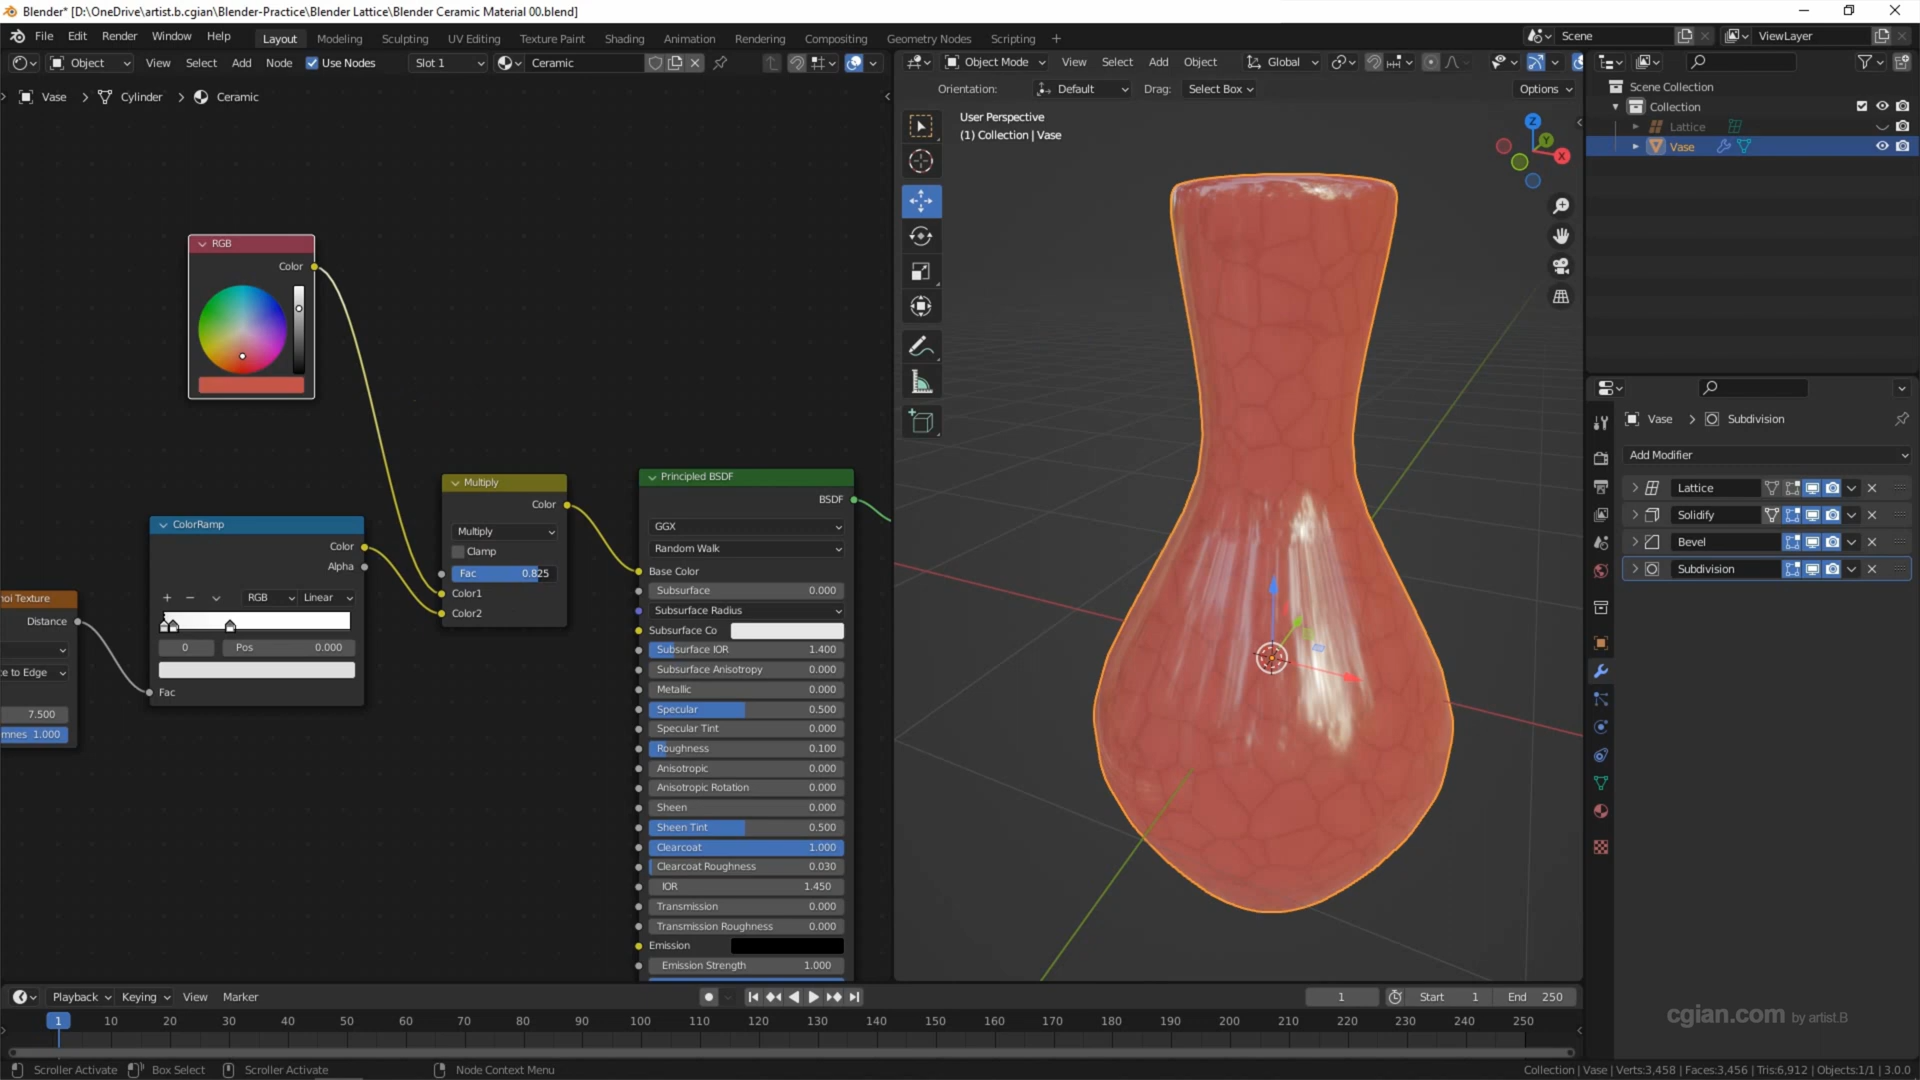 Blender* [D:\OneDrive\artist.b.cgian\Blender-Practice\Blender Lattice\Blender Ceramic Material 00.blend]
File Edit Render Window Help Layout Modeling Sculpting UV Editing Texture Paint Shading Animation Rendering Compositing Geometry Nodes Scripting + Scene ViewLayer
Object View Select Add Node Use Nodes Slot 1 Ceramic
Object Mode View Select Add Object Global
Vase > Cylinder > Ceramic
Orientation: Default Drag: Select Box Options
User Perspective
(1) Collection | Vase
Z
Y
X
Scene Collection
Collection
Lattice
Vase
RGB
Color
Multiply
Color
Multiply
Clamp
Fac 0.825
Color1
Color2
ColorRamp
Color
Alpha
RGB Linear
0 Pos 0.000
Fac
noi Texture
Distance
ce to Edge
7.500
mnes 1.000
Principled BSDF
BSDF
GGX
Random Walk
Base Color
Subsurface 0.000
Subsurface Radius
Subsurface Co
Subsurface IOR 1.400
Subsurface Anisotropy 0.000
Metallic 0.000
Specular 0.500
Specular Tint 0.000
Roughness 0.100
Anisotropic 0.000
Anisotropic Rotation 0.000
Sheen 0.000
Sheen Tint 0.500
Clearcoat 1.000
Clearcoat Roughness 0.030
IOR 1.450
Transmission 0.000
Transmission Roughness 0.000
Emission
Emission Strength 1.000
Vase > Subdivision
Add Modifier
Lattice
Solidify
Bevel
Subdivision
Playback Keying View Marker
1 Start 1 End 250
1 10 20 30 40 50 60 70 80 90 100 110 120 130 140 150 160 170 180 190 200 210 220 230 240 250
cgian.com by artist.B
Scroller Activate Box Select Scroller Activate Node Context Menu
Collection | Vase | Verts:3,458 | Faces:3,456 | Tris:6,912 | Objects:1/1 | 3.0.0